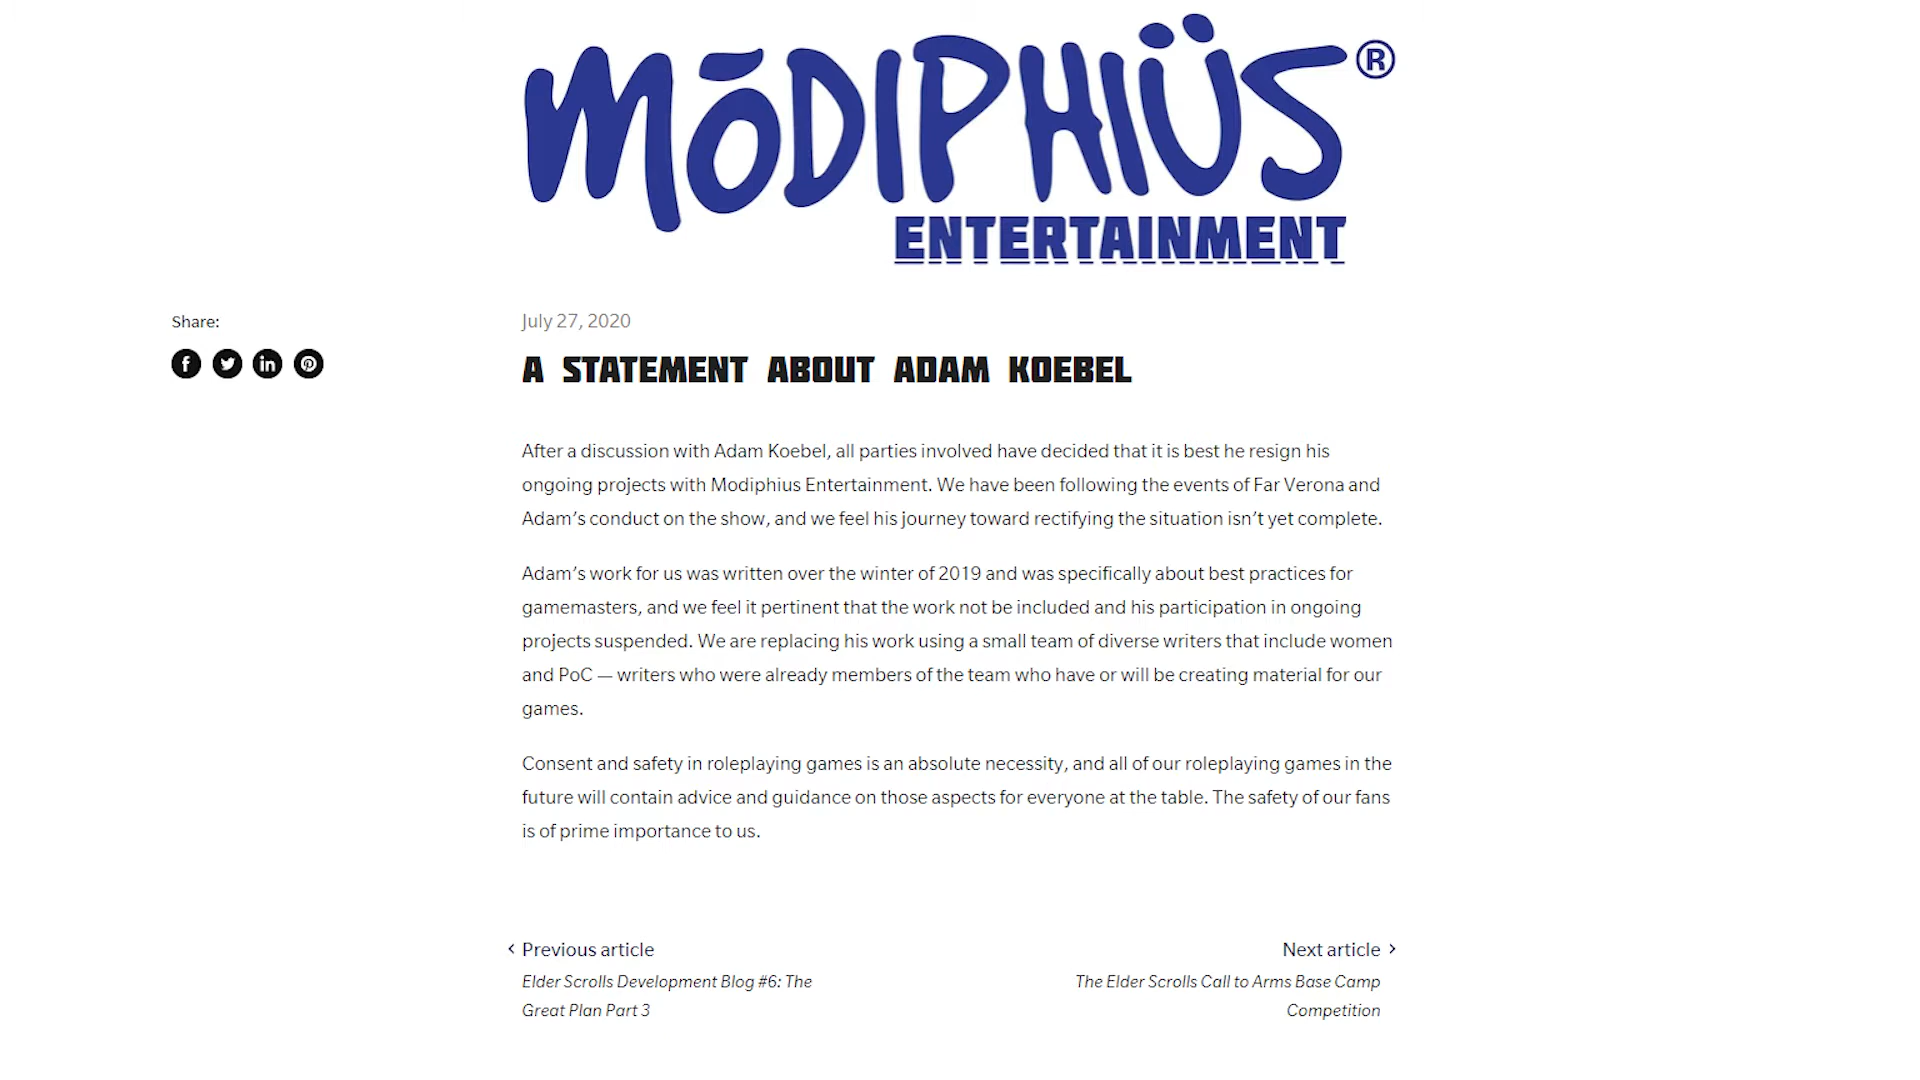 MōDIPHIÜS®
ENTERTAINMENT
Share:
July 27, 2020
A STATEMENT ABOUT ADAM KOEBEL
After a discussion with Adam Koebel, all parties involved have decided that it is best he resign his
ongoing projects with Modiphius Entertainment. We have been following the events of Far Verona and
Adam’s conduct on the show, and we feel his journey toward rectifying the situation isn’t yet complete.
Adam’s work for us was written over the winter of 2019 and was specifically about best practices for
gamemasters, and we feel it pertinent that the work not be included and his participation in ongoing
projects suspended. We are replacing his work using a small team of diverse writers that include women
and PoC — writers who were already members of the team who have or will be creating material for our
games.
Consent and safety in roleplaying games is an absolute necessity, and all of our roleplaying games in the
future will contain advice and guidance on those aspects for everyone at the table. The safety of our fans
is of prime importance to us.
‹ Previous article
Elder Scrolls Development Blog #6: The
Great Plan Part 3
Next article ›
The Elder Scrolls Call to Arms Base Camp
Competition